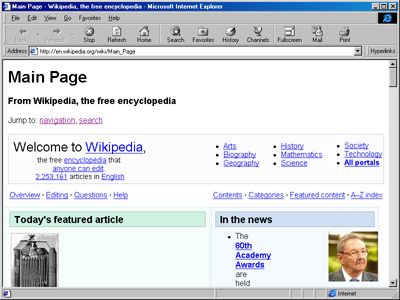 Main Page - Wikipedia, the free encyclopedia - Microsoft Internet Explorer
File Edit View Go Favorites Help
Back Forward Stop Refresh Home Search Favorites History Channels Fullscreen Mail Print
Address http://en.wikipedia.org/wiki/Main_Page Hyperlinks
Main Page
From Wikipedia, the free encyclopedia
Jump to: navigation, search
Welcome to Wikipedia,
the free encyclopedia that
anyone can edit.
2,253,161 articles in English
Arts
Biography
Geography
History
Mathematics
Science
Society
Technology
All portals
Overview · Editing · Questions · Help
Contents · Categories · Featured content · A–Z index
Today's featured article
In the news
The
80th
Academy
Awards
are
held
Internet